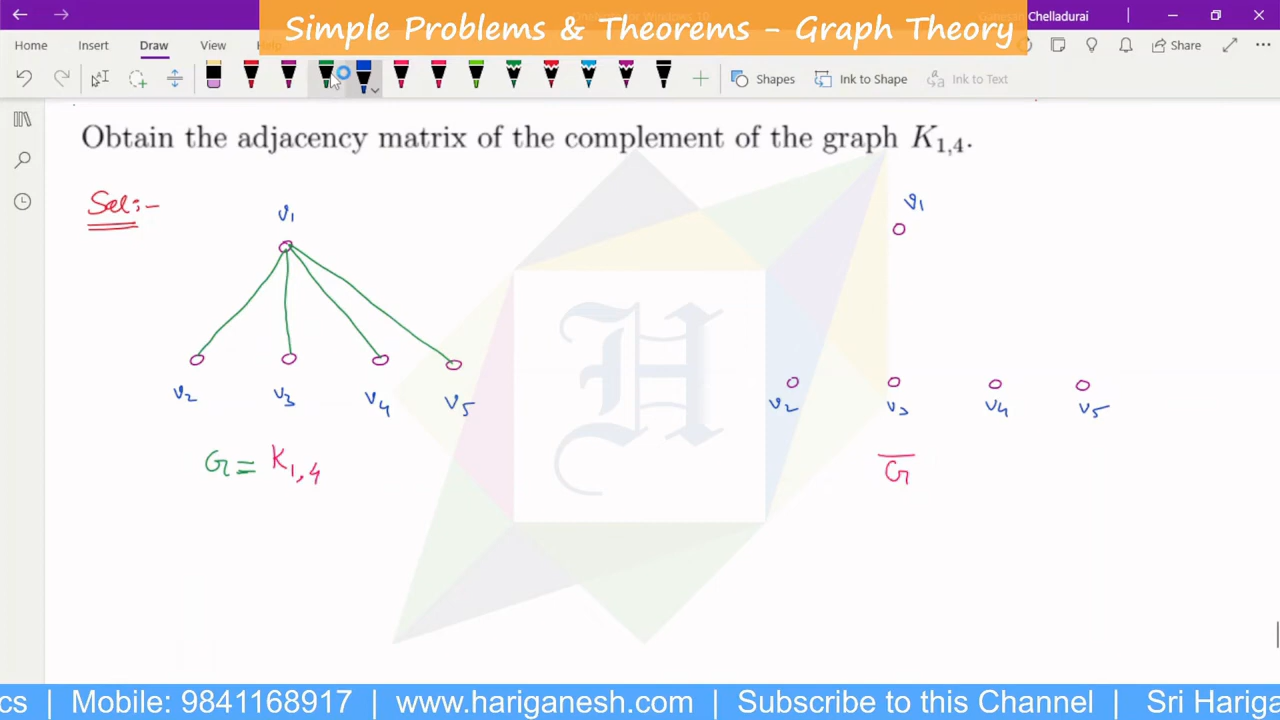 Simple Problems & Theorems - Graph Theory
Chelladurai
Home Insert Draw View Share
Shapes Ink to Shape Ink to Text
Obtain the adjacency matrix of the complement of the graph K₁,₄.
Sol:-
v₁ v₁
v₂ v₃ v₄ v₅ v₂ v₃ v₄ v₅
G = K₁,₄ G̅
H
cs | Mobile: 9841168917 | www.hariganesh.com | Subscribe to this Channel | Sri Hariga